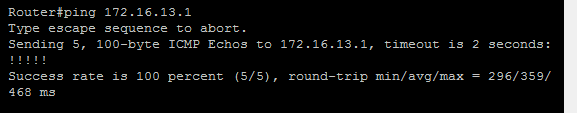 Router#ping 172.16.13.1
Type escape sequence to abort.
Sending 5, 100-byte ICMP Echos to 172.16.13.1, timeout is 2 seconds:
!!!!!
Success rate is 100 percent (5/5), round-trip min/avg/max = 296/359/
468 ms